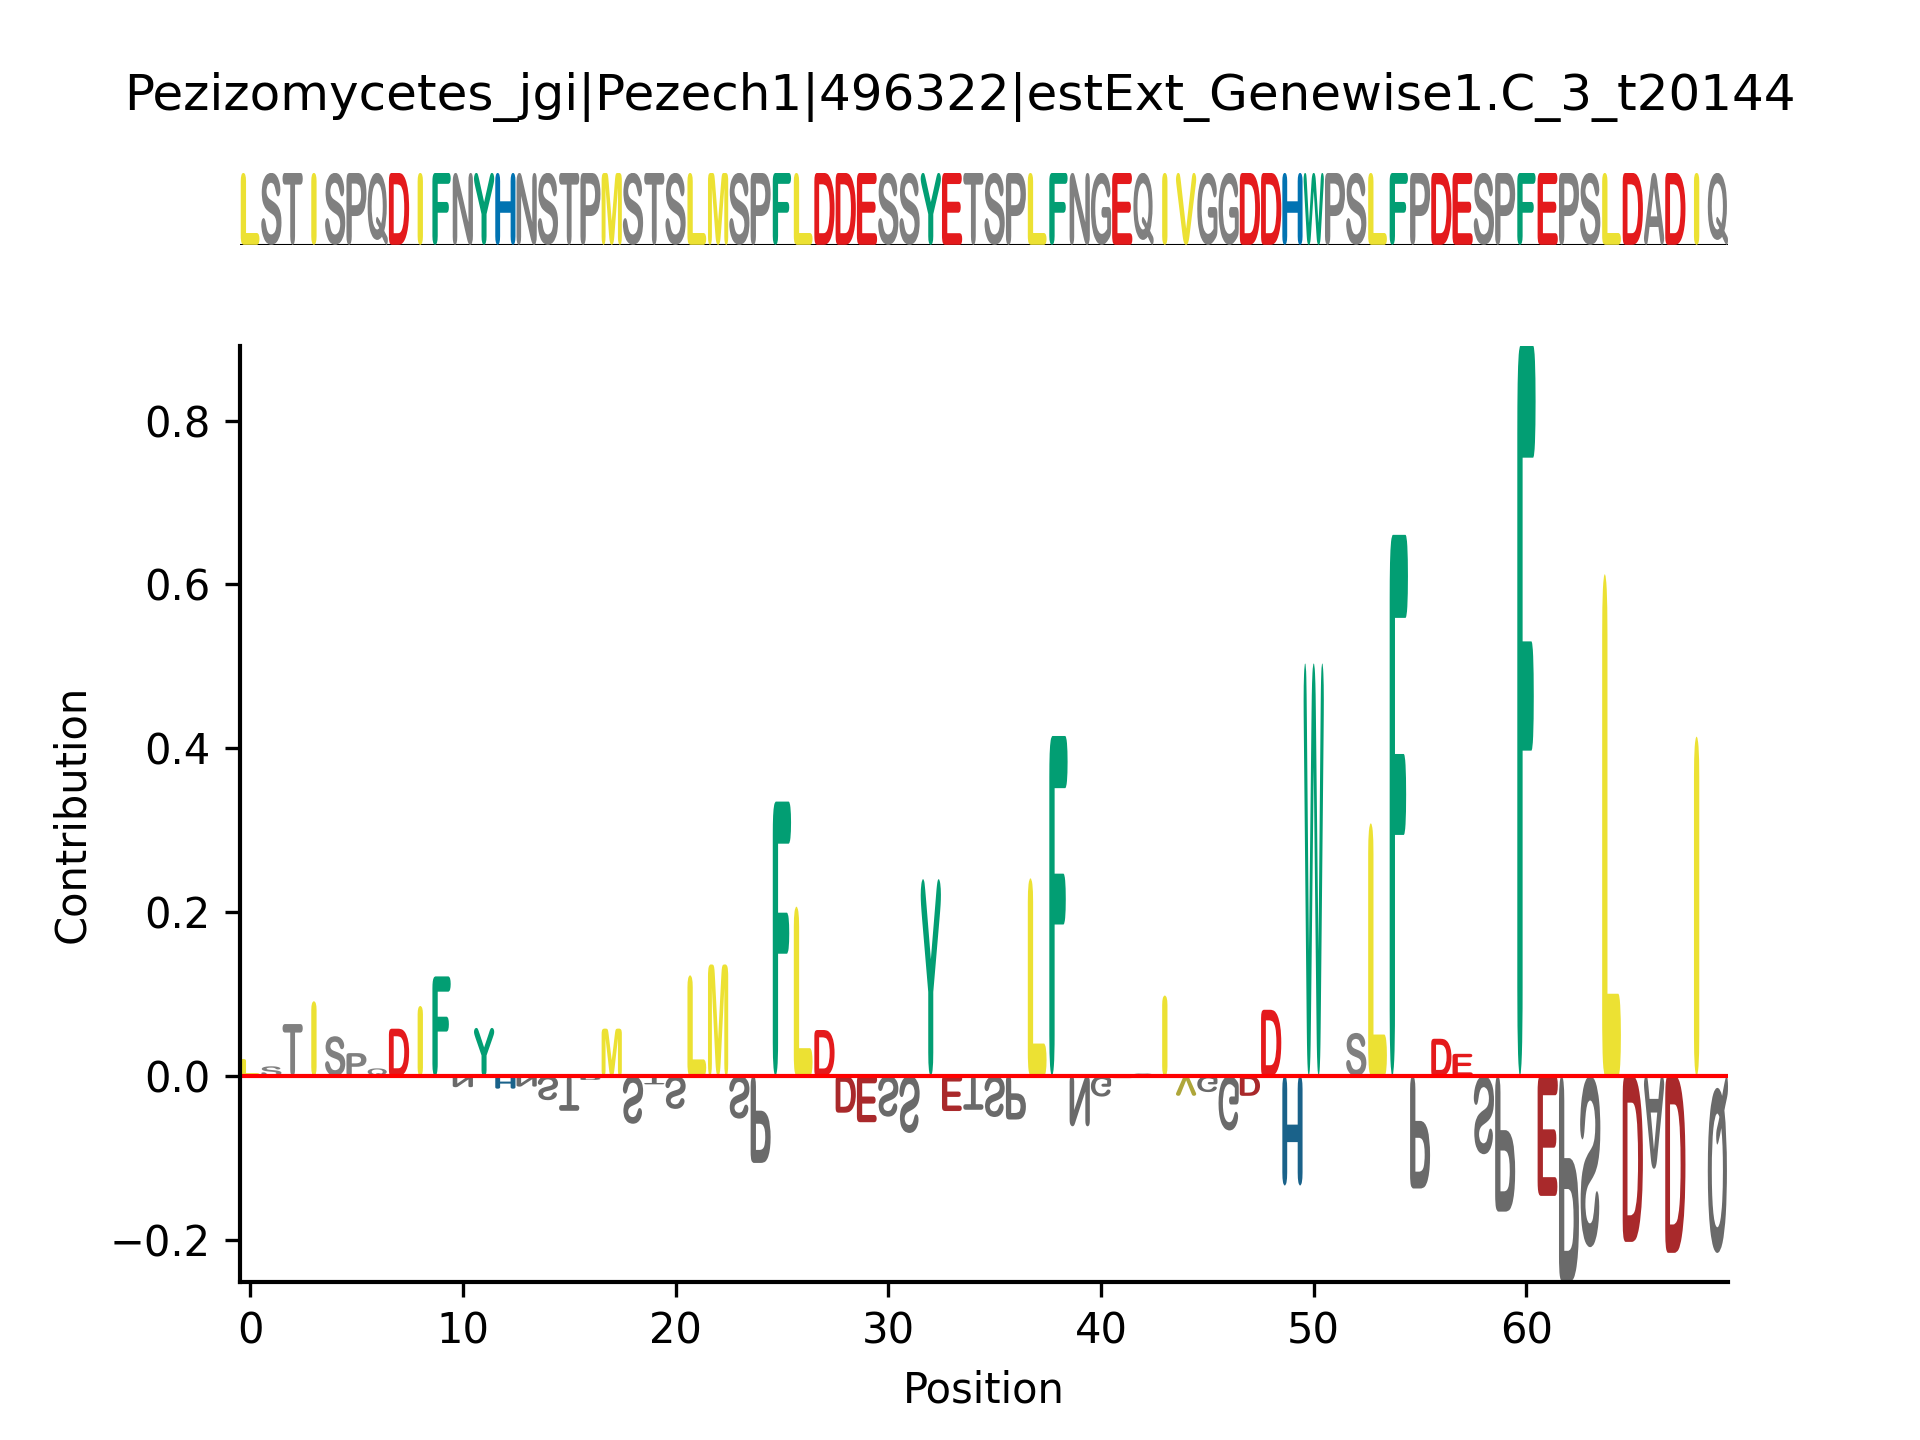 Pezizomycetes_jgi|Pezech1|496322|estExt_Genewise1.C_3_t20144
LSTISPQDIFNYHNSTPMSTSLMSPFLDDESSYETSPLFNGEQIVGGDDHWPSLFPDESPFEPSLDADIQ
0.8
0.6
0.4
0.2
0.0
−0.2
Contribution
0 10 20 30 40 50 60
Position